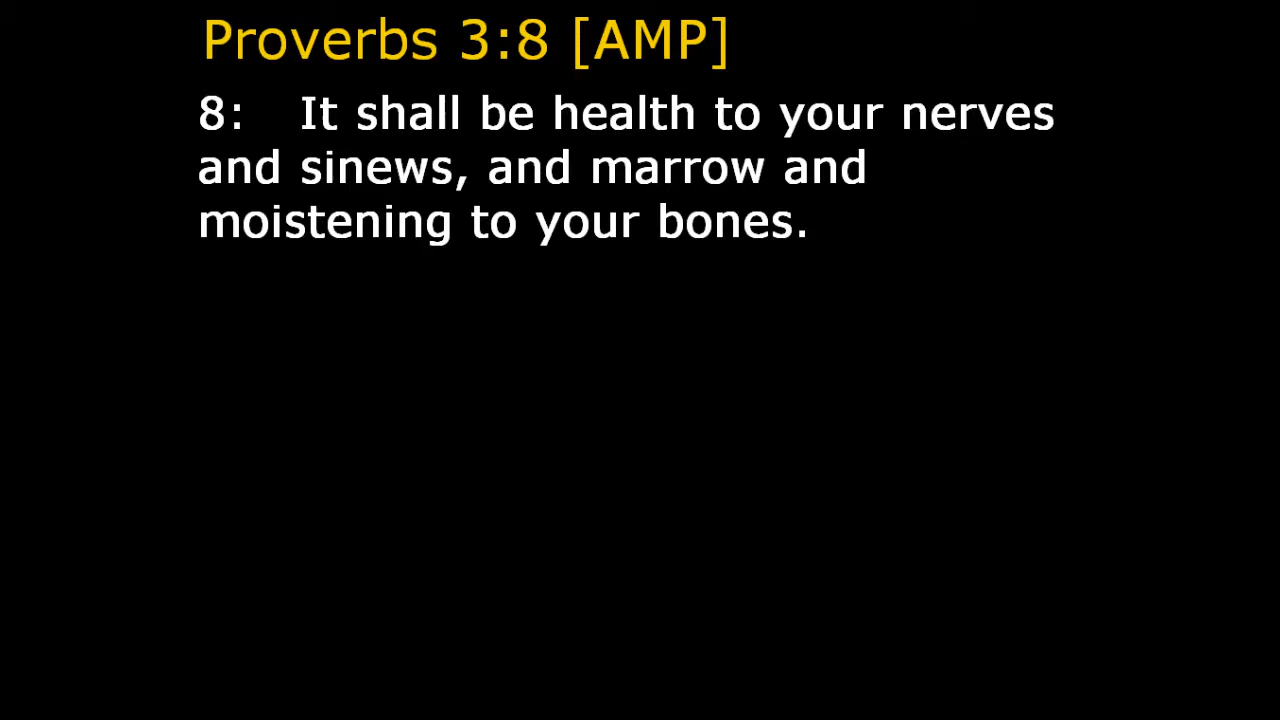 Proverbs 3:8 [AMP]
8: It shall be health to your nerves
and sinews, and marrow and
moistening to your bones.